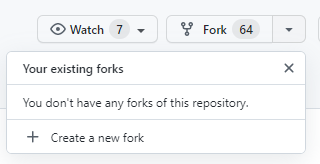 Watch 7 Fork 64
Your existing forks
You don't have any forks of this repository.
Create a new fork